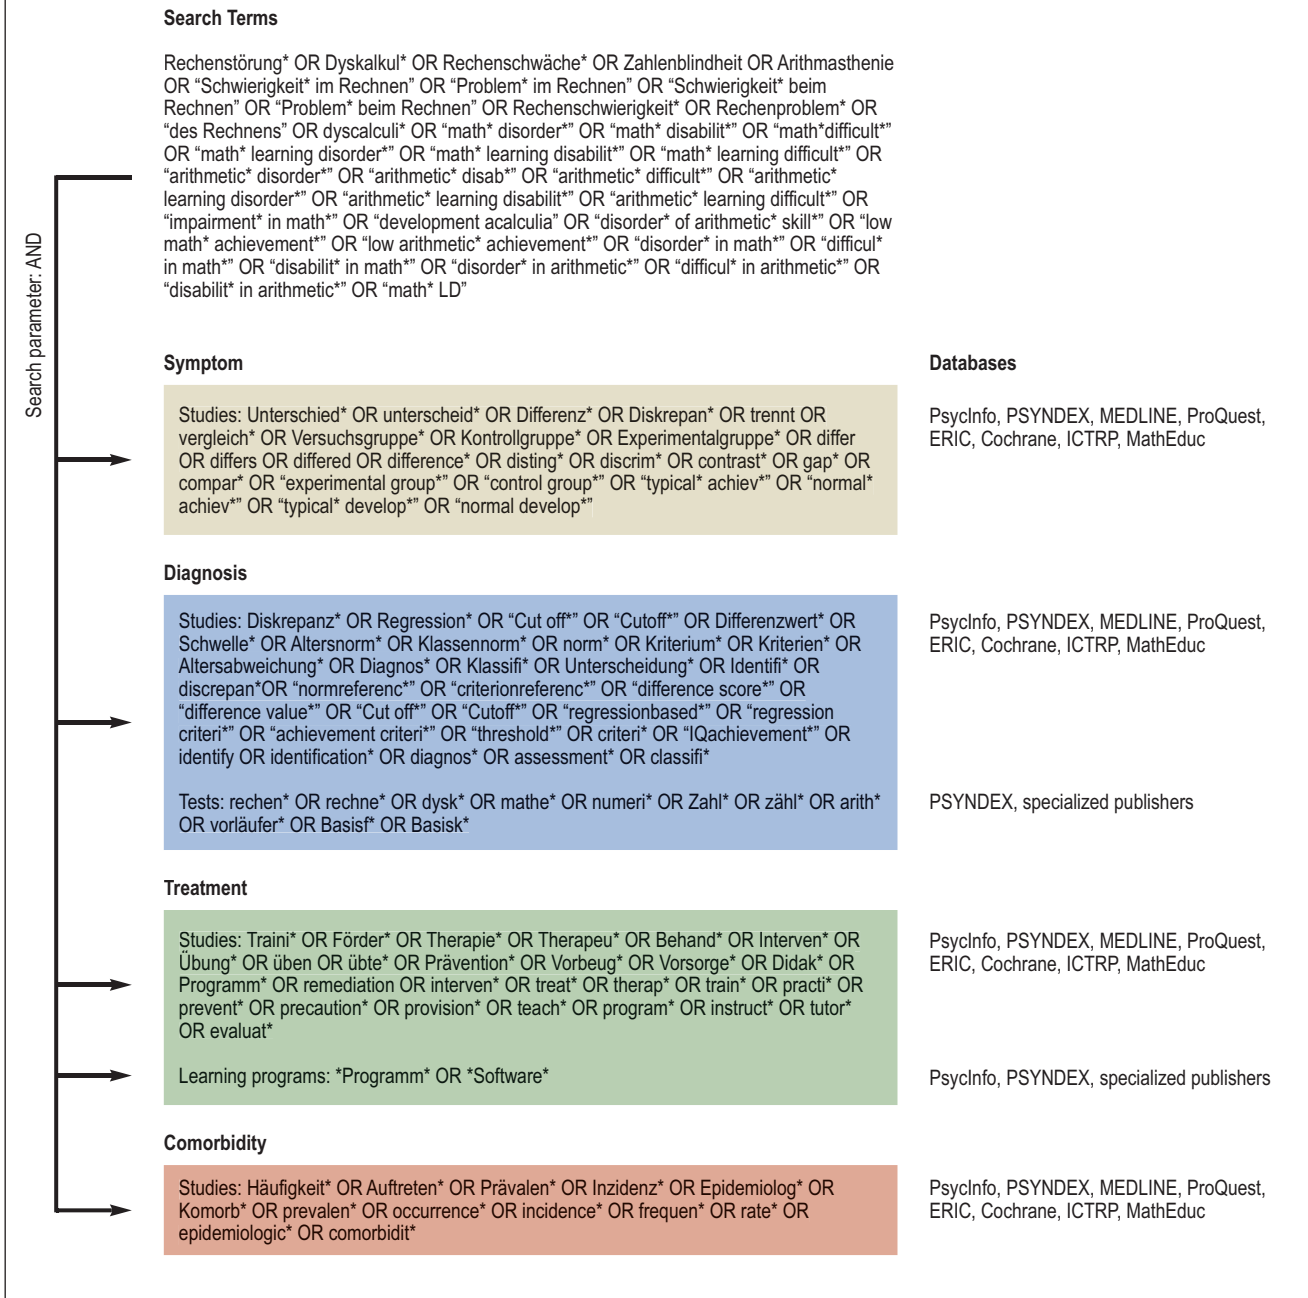 Search Terms
Rechenstörung* OR Dyskalkul* OR Rechenschwäche* OR Zahlenblindheit OR Arithmasthenie
OR “Schwierigkeit* im Rechnen” OR “Problem* im Rechnen” OR “Schwierigkeit* beim
Rechnen” OR “Problem* beim Rechnen” OR Rechenschwierigkeit* OR Rechenproblem* OR
“des Rechnens” OR dyscalculi* OR “math* disorder*” OR “math* disabilit*” OR “math*difficult*”
OR “math* learning disorder*” OR “math* learning disabilit*” OR “math* learning difficult*” OR
“arithmetic* disorder*” OR “arithmetic* disab*” OR “arithmetic* difficult*” OR “arithmetic*
learning disorder*” OR “arithmetic* learning disabilit*” OR “arithmetic* learning difficult*” OR
“impairment* in math*” OR “development acalculia” OR “disorder* of arithmetic* skill*” OR “low
math* achievement*” OR “low arithmetic* achievement*” OR “disorder* in math*” OR “difficul*
in math*” OR “disabilit* in math*” OR “disorder* in arithmetic*” OR “difficul* in arithmetic*” OR
“disabilit* in arithmetic*” OR “math* LD”
Search parameter: AND
Symptom
Databases
Studies: Unterschied* OR unterscheid* OR Differenz* OR Diskrepan* OR trennt OR
vergleich* OR Versuchsgruppe* OR Kontrollgruppe* OR Experimentalgruppe* OR differ
OR differs OR differed OR difference* OR disting* OR discrim* OR contrast* OR gap* OR
compar* OR “experimental group*” OR “control group*” OR “typical* achiev*” OR “normal*
achiev*” OR “typical* develop*” OR “normal develop*”
PsycInfo, PSYNDEX, MEDLINE, ProQuest,
ERIC, Cochrane, ICTRP, MathEduc
Diagnosis
Studies: Diskrepanz* OR Regression* OR “Cut off*” OR “Cutoff*” OR Differenzwert* OR
Schwelle* OR Altersnorm* OR Klassennorm* OR norm* OR Kriterium* OR Kriterien* OR
Altersabweichung* OR Diagnos* OR Klassifi* OR Unterscheidung* OR Identifi* OR
discrepan*OR “normreferenc*” OR “criterionreferenc*” OR “difference score*” OR
“difference value*” OR “Cut off*” OR “Cutoff*” OR “regressionbased*” OR “regression
criteri*” OR “achievement criteri*” OR “threshold*” OR criteri* OR “IQachievement*” OR
identify OR identification* OR diagnos* OR assessment* OR classifi*
PsycInfo, PSYNDEX, MEDLINE, ProQuest,
ERIC, Cochrane, ICTRP, MathEduc
Tests: rechen* OR rechne* OR dysk* OR mathe* OR numeri* OR Zahl* OR zähl* OR arith*
OR vorläufer* OR Basisf* OR Basisk*
PSYNDEX, specialized publishers
Treatment
Studies: Traini* OR Förder* OR Therapie* OR Therapeu* OR Behand* OR Interven* OR
Übung* OR üben OR übte* OR Prävention* OR Vorbeug* OR Vorsorge* OR Didak* OR
Programm* OR remediation OR interven* OR treat* OR therap* OR train* OR practi* OR
prevent* OR precaution* OR provision* OR teach* OR program* OR instruct* OR tutor*
OR evaluat*
PsycInfo, PSYNDEX, MEDLINE, ProQuest,
ERIC, Cochrane, ICTRP, MathEduc
Learning programs: *Programm* OR *Software*
PsycInfo, PSYNDEX, specialized publishers
Comorbidity
Studies: Häufigkeit* OR Auftreten* OR Prävalen* OR Inzidenz* OR Epidemiolog* OR
Komorb* OR prevalen* OR occurrence* OR incidence* OR frequen* OR rate* OR
epidemiologic* OR comorbidit*
PsycInfo, PSYNDEX, MEDLINE, ProQuest,
ERIC, Cochrane, ICTRP, MathEduc